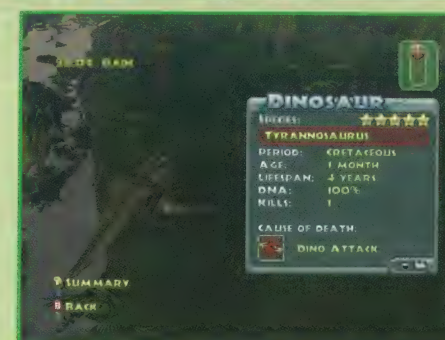 DINOSAUR
SPECIES:
TYRANNOSAURUS
PERIOD: CRETACEOUS
AGE: 1 MONTH
LIFESPAN: 4 YEARS
DNA: 100%
KILLS: 1
CAUSE OF DEATH:
DINO ATTACK
SUMMARY
BACK